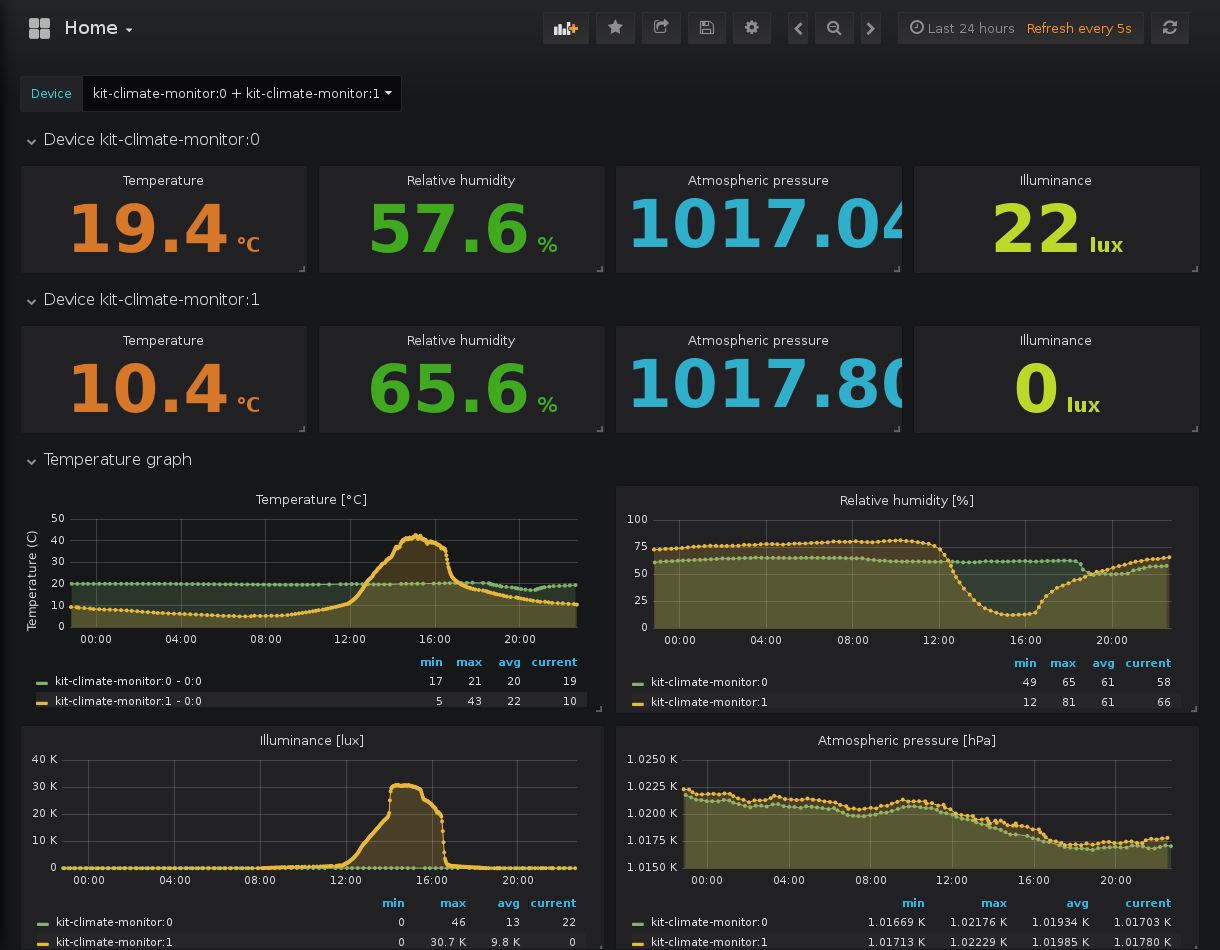 Home
Last 24 hours Refresh every 5s
Device kit-climate-monitor:0 + kit-climate-monitor:1
Device kit-climate-monitor:0
Temperature Relative humidity Atmospheric pressure Illuminance
19.4 °C 57.6 % 1017.04 22 lux
Device kit-climate-monitor:1
Temperature Relative humidity Atmospheric pressure Illuminance
10.4 °C 65.6 % 1017.80 0 lux
Temperature graph
Temperature [°C]
Temperature (C)
50
40
30
20
10
0
00:00 04:00 08:00 12:00 16:00 20:00
min max avg current
kit-climate-monitor:0 - 0:0 17 21 20 19
kit-climate-monitor:1 - 0:0 5 43 22 10
Relative humidity [%]
100
75
50
25
0
00:00 04:00 08:00 12:00 16:00 20:00
min max avg current
kit-climate-monitor:0 49 65 61 58
kit-climate-monitor:1 12 81 61 66
Illuminance [lux]
40 K
30 K
20 K
10 K
0
00:00 04:00 08:00 12:00 16:00 20:00
min max avg current
kit-climate-monitor:0 0 46 13 22
kit-climate-monitor:1 0 30.7 K 9.8 K 0
Atmospheric pressure [hPa]
1.0250 K
1.0225 K
1.0200 K
1.0175 K
1.0150 K
00:00 04:00 08:00 12:00 16:00 20:00
min max avg current
kit-climate-monitor:0 1.01669 K 1.02176 K 1.01934 K 1.01703 K
kit-climate-monitor:1 1.01713 K 1.02229 K 1.01985 K 1.01780 K